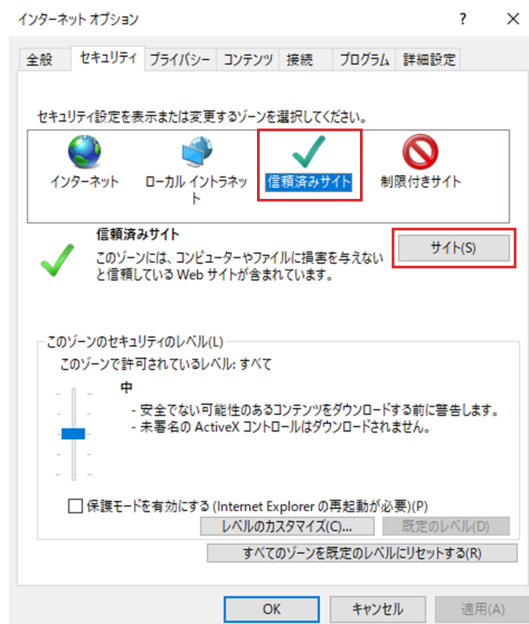 インターネット オプション ? ×
全般 セキュリティ プライバシー コンテンツ 接続 プログラム 詳細設定
セキュリティ設定を表示または変更するゾーンを選択してください。
インターネット ローカル イントラネッ
ト 信頼済みサイト 制限付きサイト
信頼済みサイト
このゾーンには、コンピューターやファイルに損害を与えない
と信頼している Web サイトが含まれています。
サイト(S)
このゾーンのセキュリティのレベル(L)
このゾーンで許可されているレベル: すべて
中
- 安全でない可能性のあるコンテンツをダウンロードする前に警告します。
- 未署名の ActiveX コントロールはダウンロードされません。
保護モードを有効にする (Internet Explorer の再起動が必要)(P)
レベルのカスタマイズ(C)... 既定のレベル(D)
すべてのゾーンを既定のレベルにリセットする(R)
OK キャンセル 適用(A)